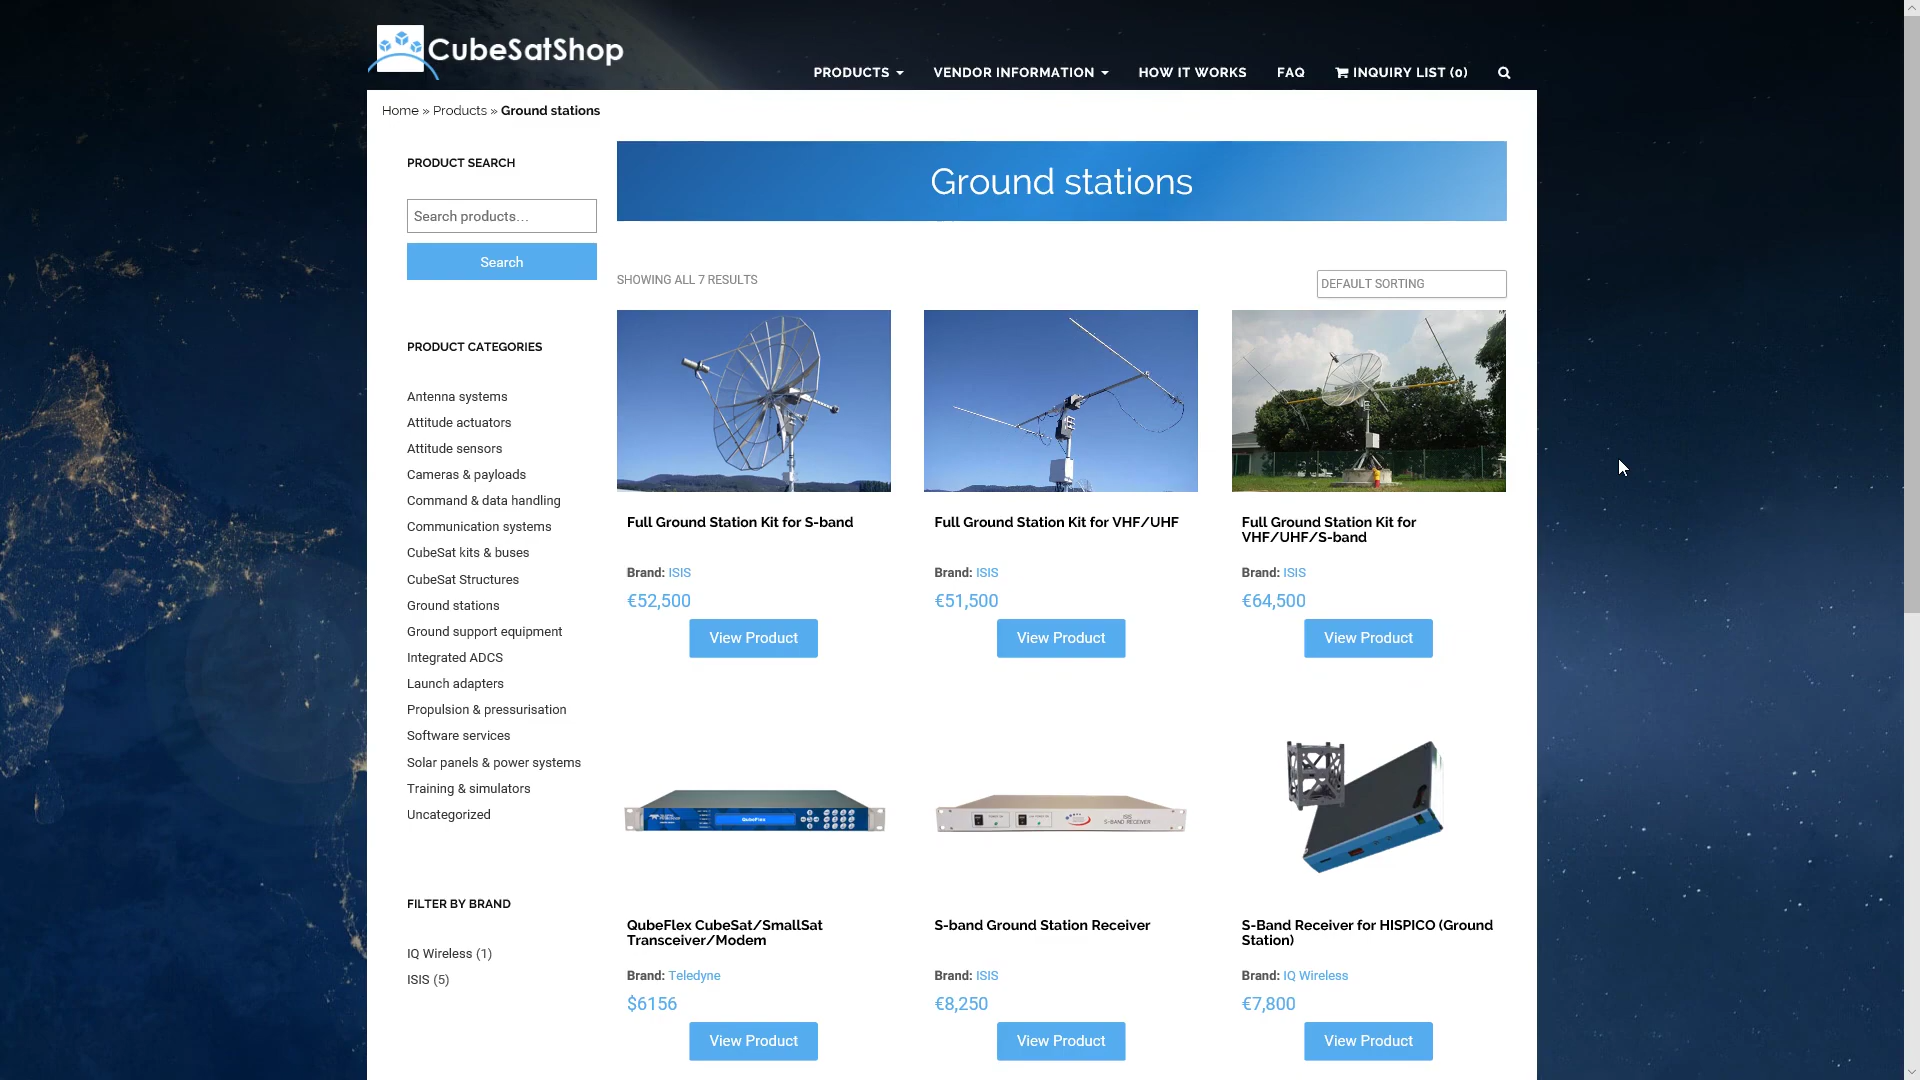 CubeSatShop
PRODUCTS
VENDOR INFORMATION
HOW IT WORKS
FAQ
INQUIRY LIST (0)
Home » Products » Ground stations
PRODUCT SEARCH
Search products...
Search
PRODUCT CATEGORIES
Antenna systems
Attitude actuators
Attitude sensors
Cameras & payloads
Command & data handling
Communication systems
CubeSat kits & buses
CubeSat Structures
Ground stations
Ground support equipment
Integrated ADCS
Launch adapters
Propulsion & pressurisation
Software services
Solar panels & power systems
Training & simulators
Uncategorized
FILTER BY BRAND
IQ Wireless (1)
ISIS (5)
Ground stations
SHOWING ALL 7 RESULTS
DEFAULT SORTING
Full Ground Station Kit for S-band
Brand: ISIS
€52,500
View Product
Full Ground Station Kit for VHF/UHF
Brand: ISIS
€51,500
View Product
Full Ground Station Kit for
VHF/UHF/S-band
Brand: ISIS
€64,500
View Product
QubeFlex
QubeFlex CubeSat/SmallSat
Transceiver/Modem
Brand: Teledyne
$6156
View Product
ISIS
S-BAND RECEIVER
S-band Ground Station Receiver
Brand: ISIS
€8,250
View Product
S-Band Receiver for HISPICO (Ground
Station)
Brand: IQ Wireless
€7,800
View Product